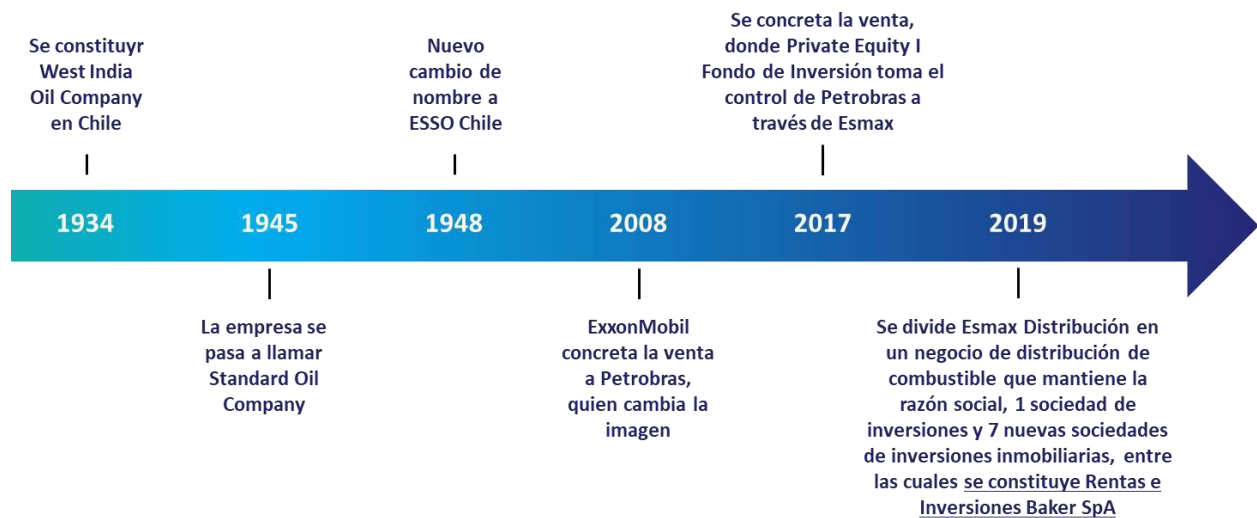 Se constituyr
West India
Oil Company
en Chile
Nuevo
cambio de
nombre a
ESSO Chile
Se concreta la venta,
donde Private Equity I
Fondo de Inversión toma el
control de Petrobras a
través de Esmax
1934
1945
1948
2008
2017
2019
La empresa se
pasa a llamar
Standard Oil
Company
ExxonMobil
concreta la venta
a Petrobras,
quien cambia la
imagen
Se divide Esmax Distribución en
un negocio de distribución de
combustible que mantiene la
razón social, 1 sociedad de
inversiones y 7 nuevas sociedades
de inversiones inmobiliarias, entre
las cuales se constituye Rentas e
Inversiones Baker SpA